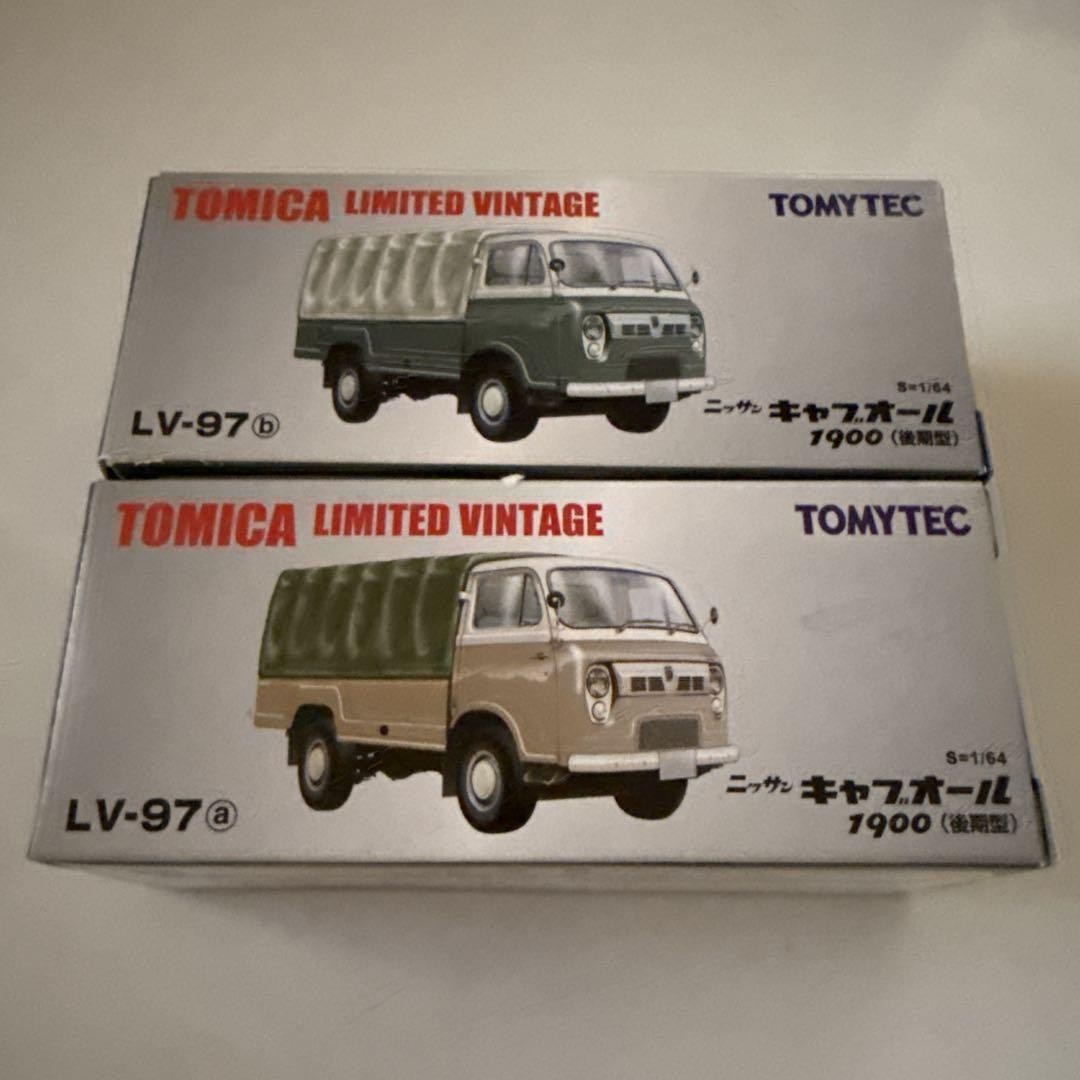 TOMICA LIMITED VINTAGE TOMYTEC
S=1/64
LV-97ⓑ ニッサン キャブオール
1900（後期型）
TOMICA LIMITED VINTAGE TOMYTEC
S=1/64
LV-97ⓐ ニッサン キャブオール
1900（後期型）